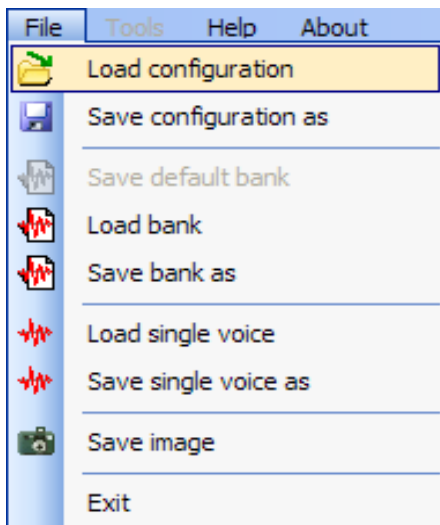 File Tools Help About
Load configuration
Save configuration as
Save default bank
Load bank
Save bank as
Load single voice
Save single voice as
Save image
Exit